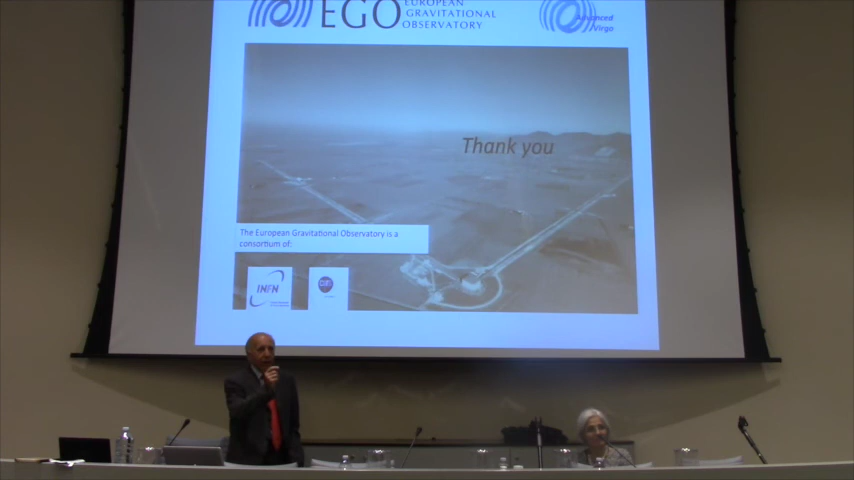 EGO
EUROPEAN
GRAVITATIONAL
OBSERVATORY
Advanced
Virgo
Thank you
The European Gravitational Observatory is a
consortium of:
INFN